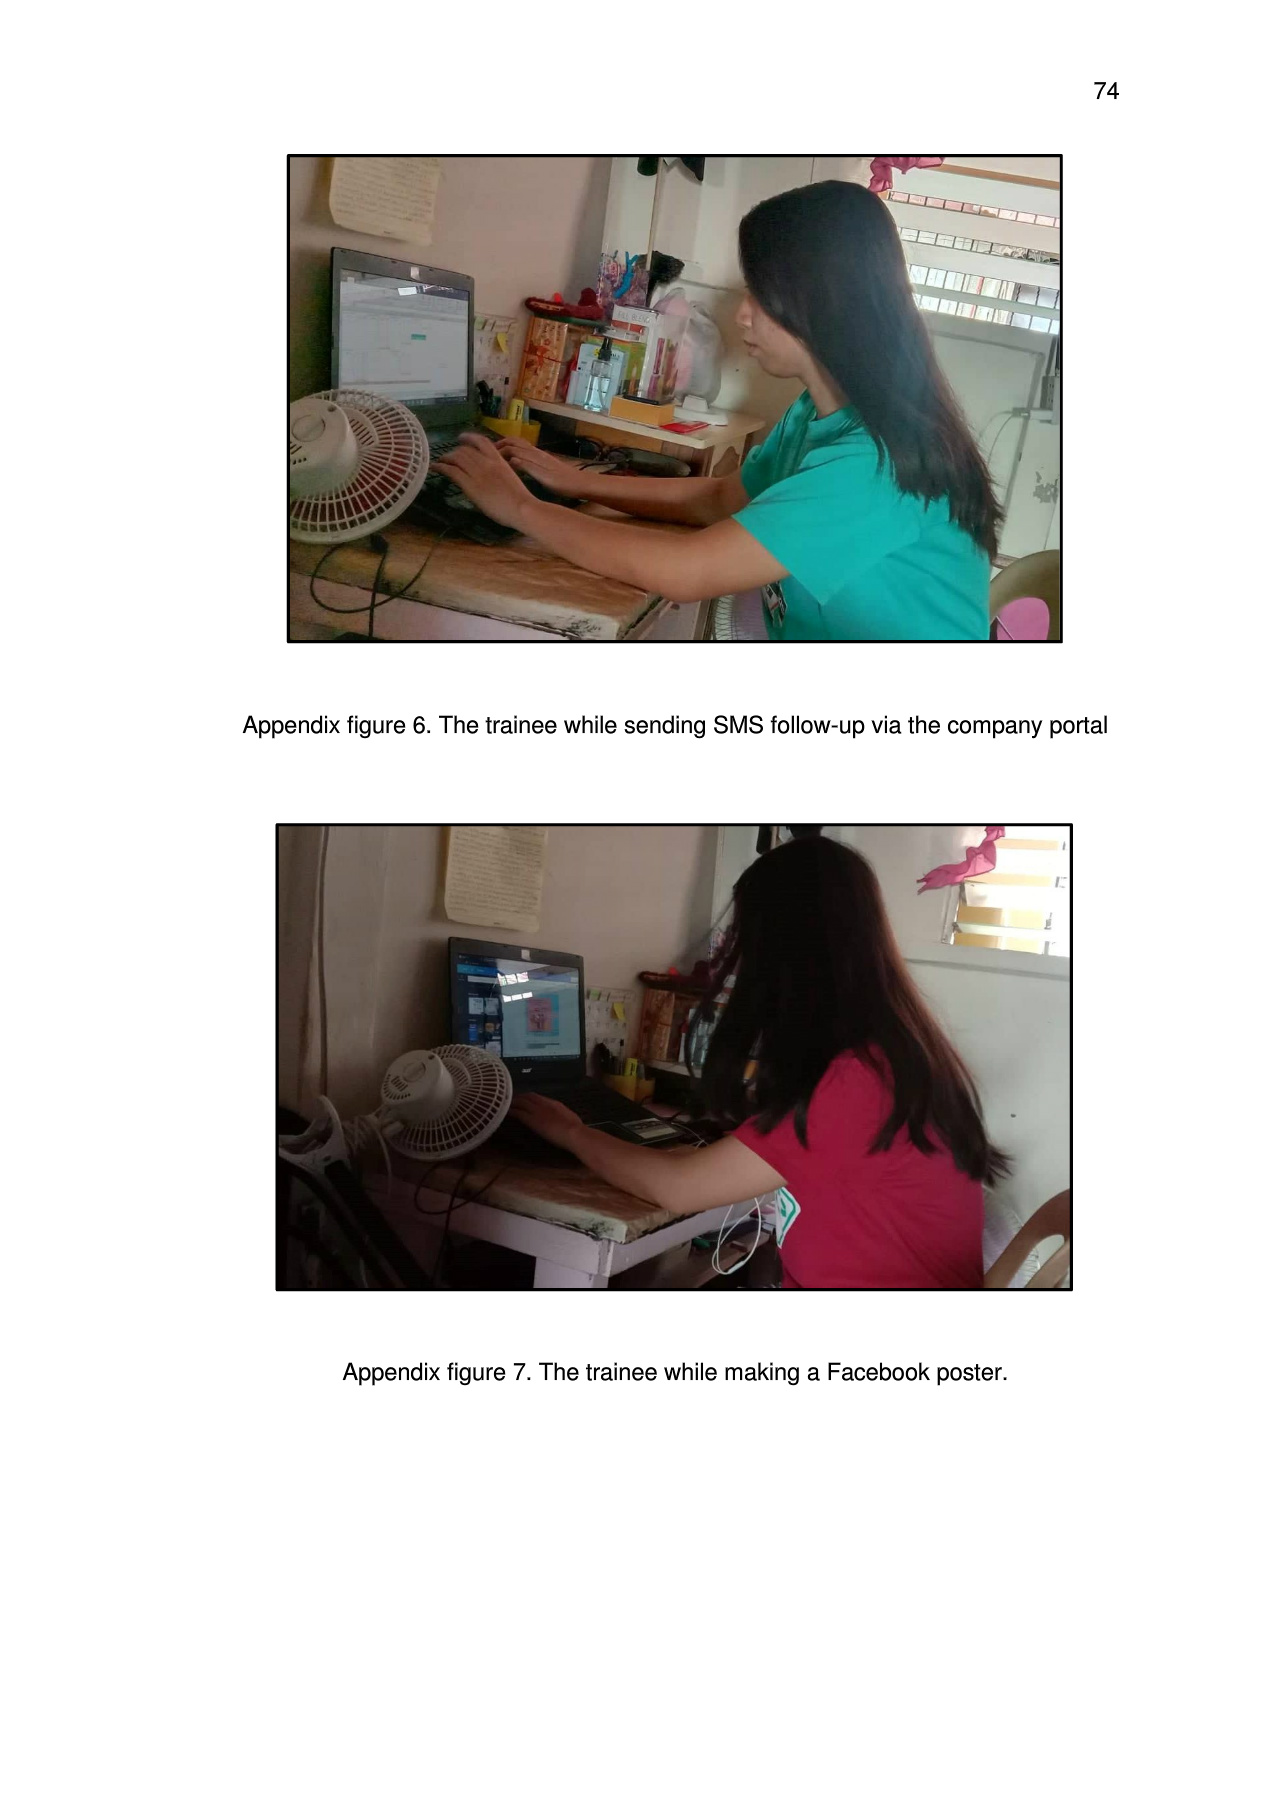 74
Appendix figure 6. The trainee while sending SMS follow-up via the company portal
Appendix figure 7. The trainee while making a Facebook poster.